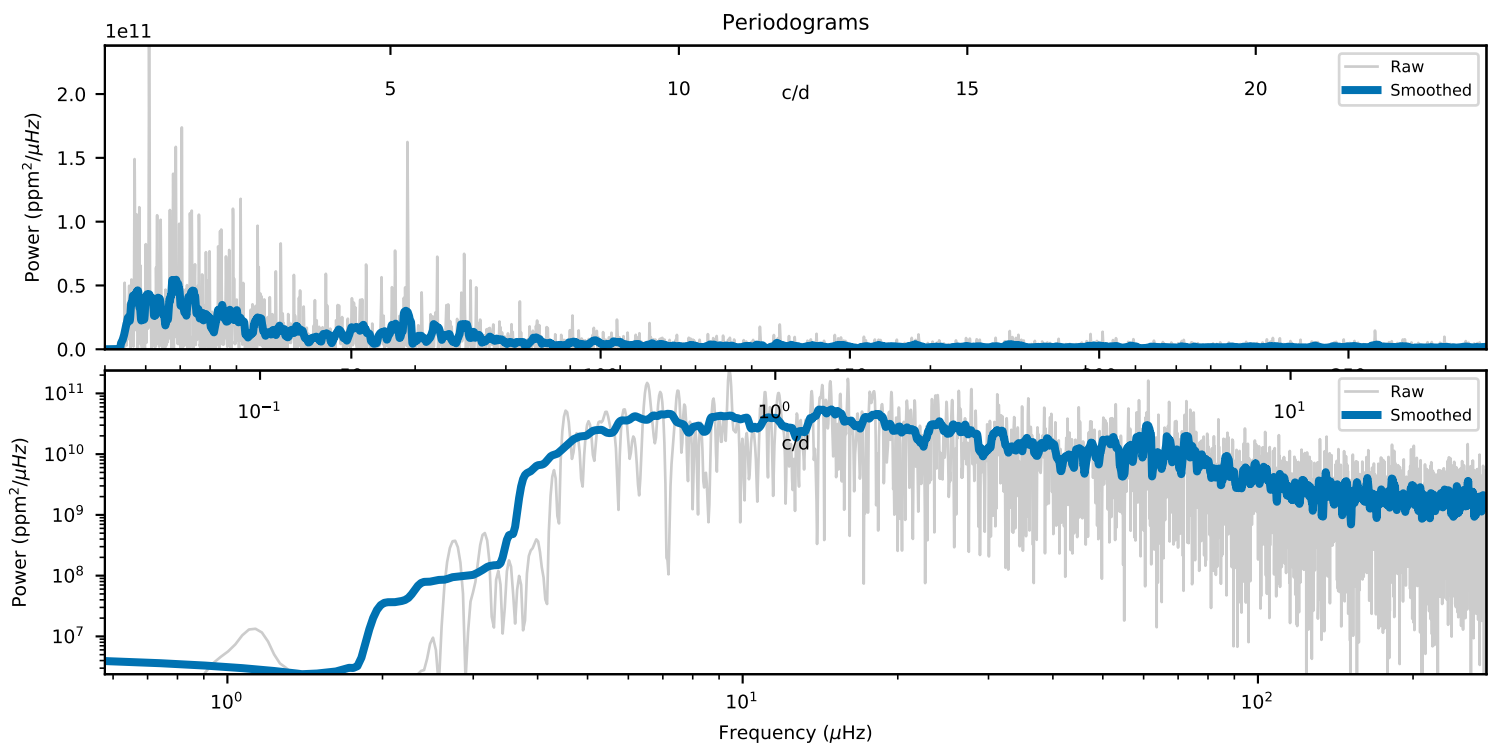 Periodograms
1e11
5 10 15 20
c/d
Raw
Smoothed
2.0
1.5
1.0
0.5
0.0
Power (ppm²/μHz)
10⁻¹ 10⁰ 10¹
c/d
Raw
Smoothed
10¹¹
10¹⁰
10⁹
10⁸
10⁷
Power (ppm²/μHz)
10⁰ 10¹ 10²
Frequency (μHz)